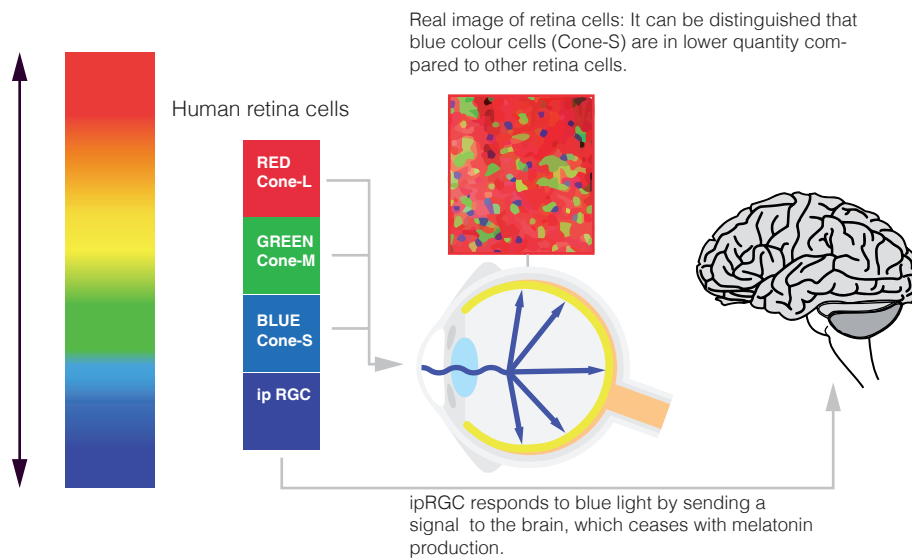 Real image of retina cells: It can be distinguished that
blue colour cells (Cone-S) are in lower quantity com-
pared to other retina cells.
Human retina cells
RED
Cone-L
GREEN
Cone-M
BLUE
Cone-S
ip RGC
ipRGC responds to blue light by sending a
signal to the brain, which ceases with melatonin
production.